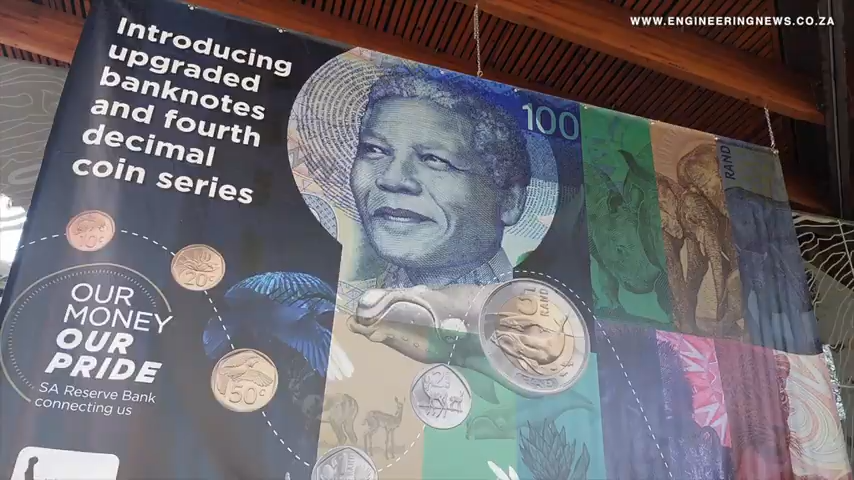 WWW.ENGINEERINGNEWS.CO.ZA
Introducing
upgraded
banknotes
and fourth
decimal
coin series
100
RAND
10c
20c
50c
5
RAND
2
OUR
MONEY
OUR
PRIDE
SA Reserve Bank
connecting us